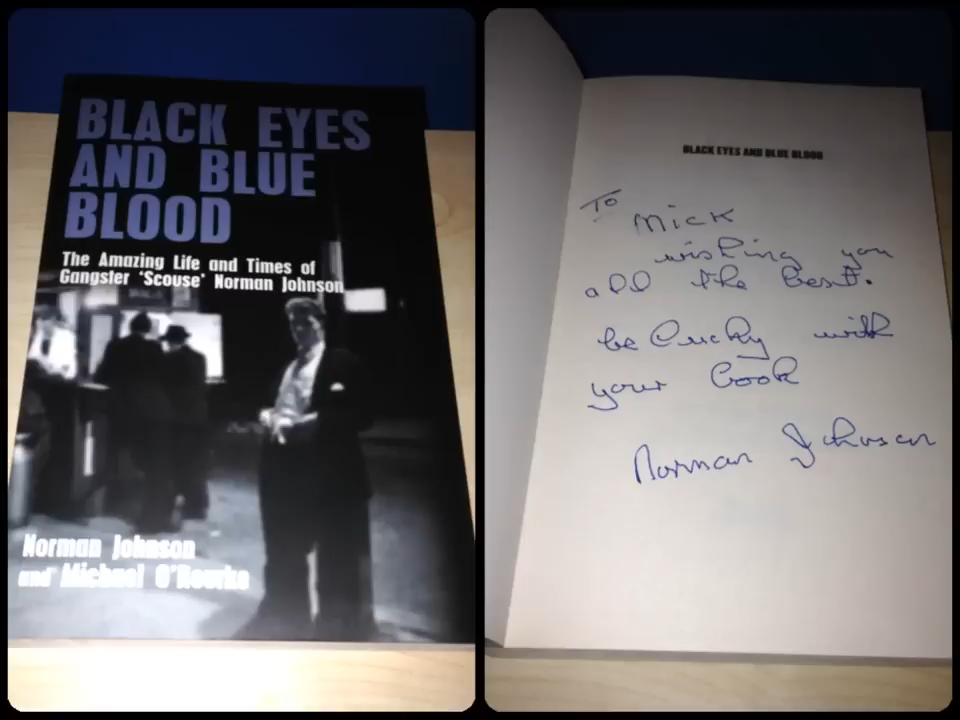 BLACK EYES
AND BLUE
BLOOD
The Amazing Life and Times of
Gangster 'Scouse' Norman Johnson
Norman Johnson
and Michael O'Rourke
BLACK EYES AND BLUE BLOOD
To
Mick
wishing you
all the best.
be lucky with
your book
Norman Johnson